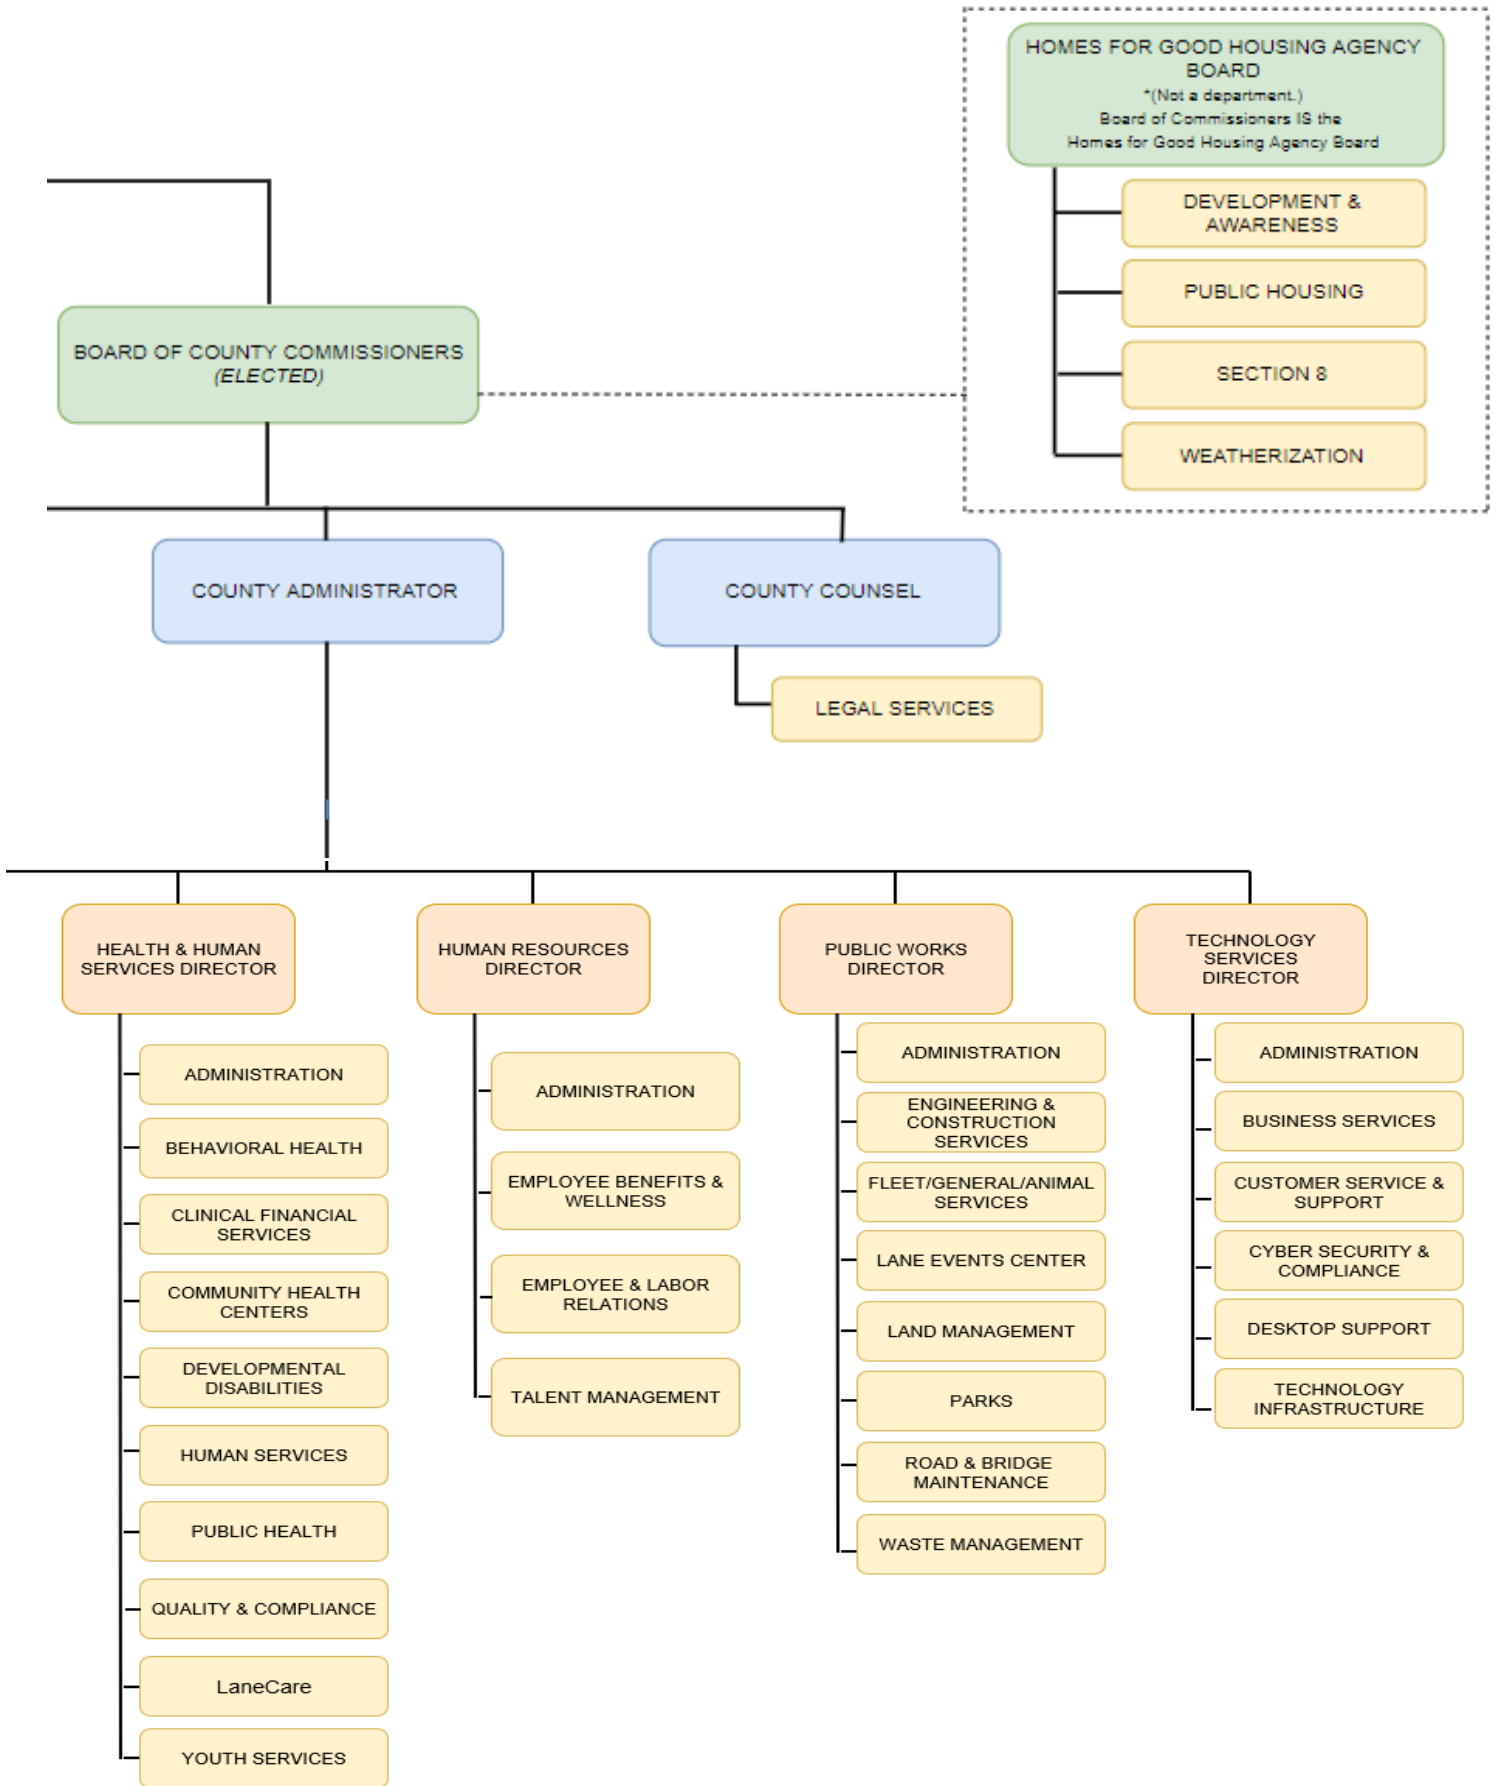 HOMES FOR GOOD HOUSING AGENCY
BOARD
*(Not a department.)
Board of Commissioners IS the
Homes for Good Housing Agency Board
DEVELOPMENT &
AWARENESS
PUBLIC HOUSING
SECTION 8
WEATHERIZATION
BOARD OF COUNTY COMMISSIONERS
(ELECTED)
COUNTY ADMINISTRATOR
COUNTY COUNSEL
LEGAL SERVICES
HEALTH & HUMAN
SERVICES DIRECTOR
ADMINISTRATION
BEHAVIORAL HEALTH
CLINICAL FINANCIAL
SERVICES
COMMUNITY HEALTH
CENTERS
DEVELOPMENTAL
DISABILITIES
HUMAN SERVICES
PUBLIC HEALTH
QUALITY & COMPLIANCE
LaneCare
YOUTH SERVICES
HUMAN RESOURCES
DIRECTOR
ADMINISTRATION
EMPLOYEE BENEFITS &
WELLNESS
EMPLOYEE & LABOR
RELATIONS
TALENT MANAGEMENT
PUBLIC WORKS
DIRECTOR
ADMINISTRATION
ENGINEERING &
CONSTRUCTION
SERVICES
FLEET/GENERAL/ANIMAL
SERVICES
LANE EVENTS CENTER
LAND MANAGEMENT
PARKS
ROAD & BRIDGE
MAINTENANCE
WASTE MANAGEMENT
TECHNOLOGY
SERVICES
DIRECTOR
ADMINISTRATION
BUSINESS SERVICES
CUSTOMER SERVICE &
SUPPORT
CYBER SECURITY &
COMPLIANCE
DESKTOP SUPPORT
TECHNOLOGY
INFRASTRUCTURE